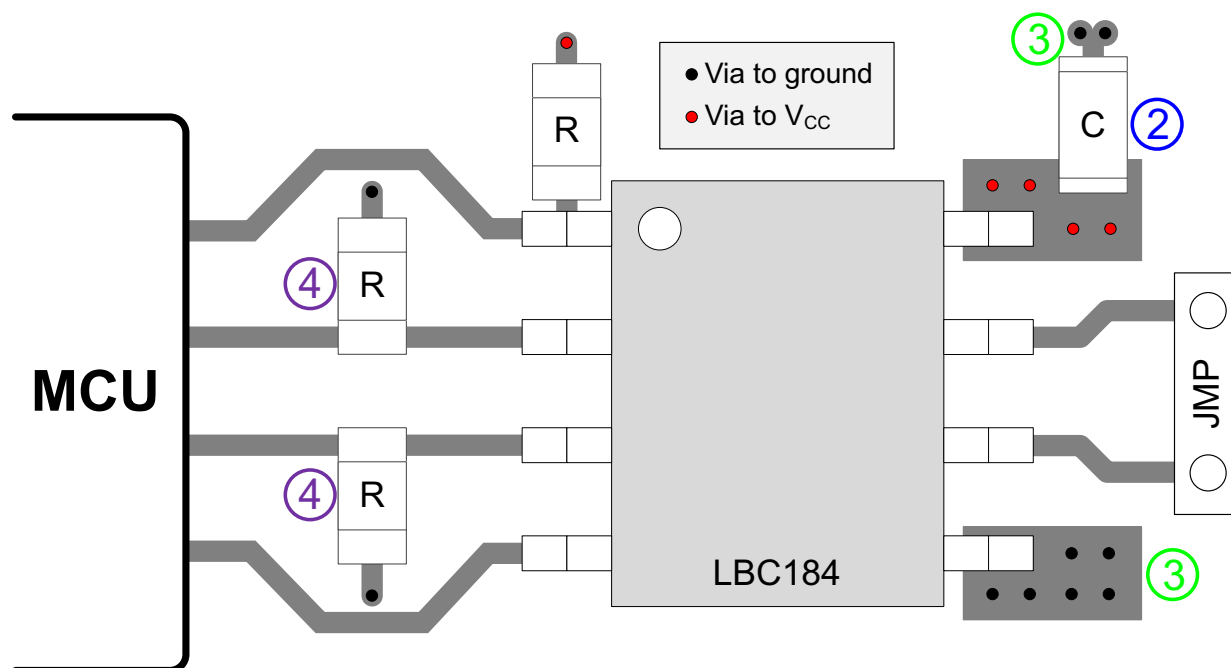 ③
● Via to ground
● Via to VCC
R
C
②
R
④
MCU
JMP
R
④
LBC184
③